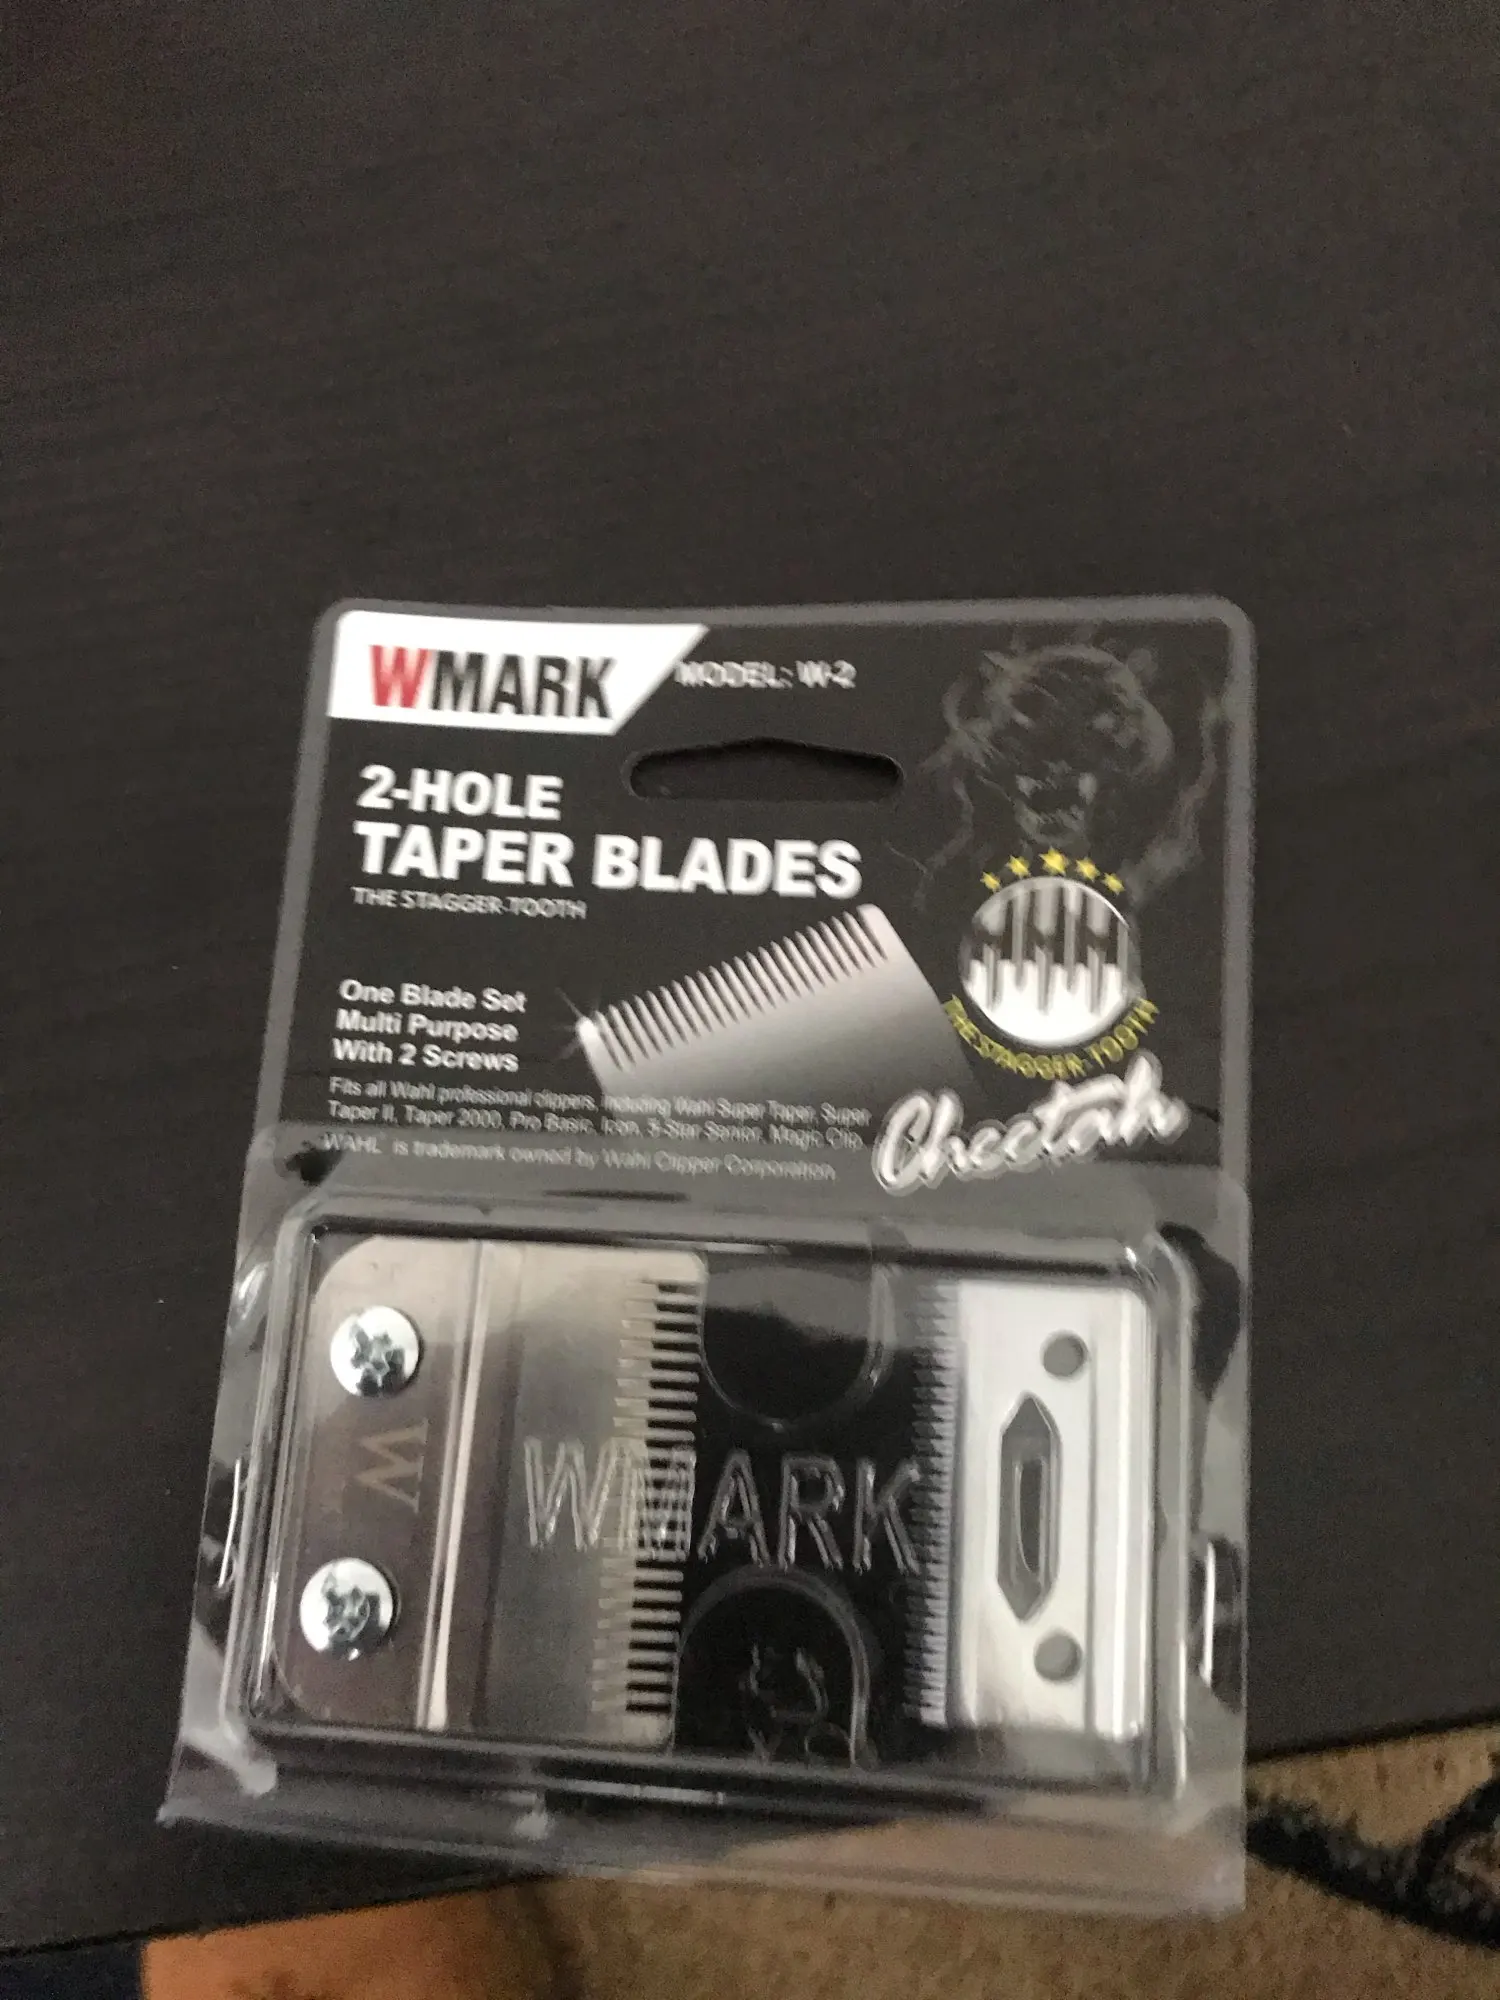 WMARK
MODEL: W-2
2-HOLE
TAPER BLADES
THE STAGGER-TOOTH
One Blade Set
Multi Purpose
With 2 Screws
Fits all Wahl professional clippers, including Wahl Super Taper, Super
Taper II, Taper 2000, Pro Basic, Icon, 5-Star Senior, Magic Clip.
WAHL is trademark owned by Wahl Clipper Corporation.
THE STAGGER-TOOTH
Cheetah
W
WMARK